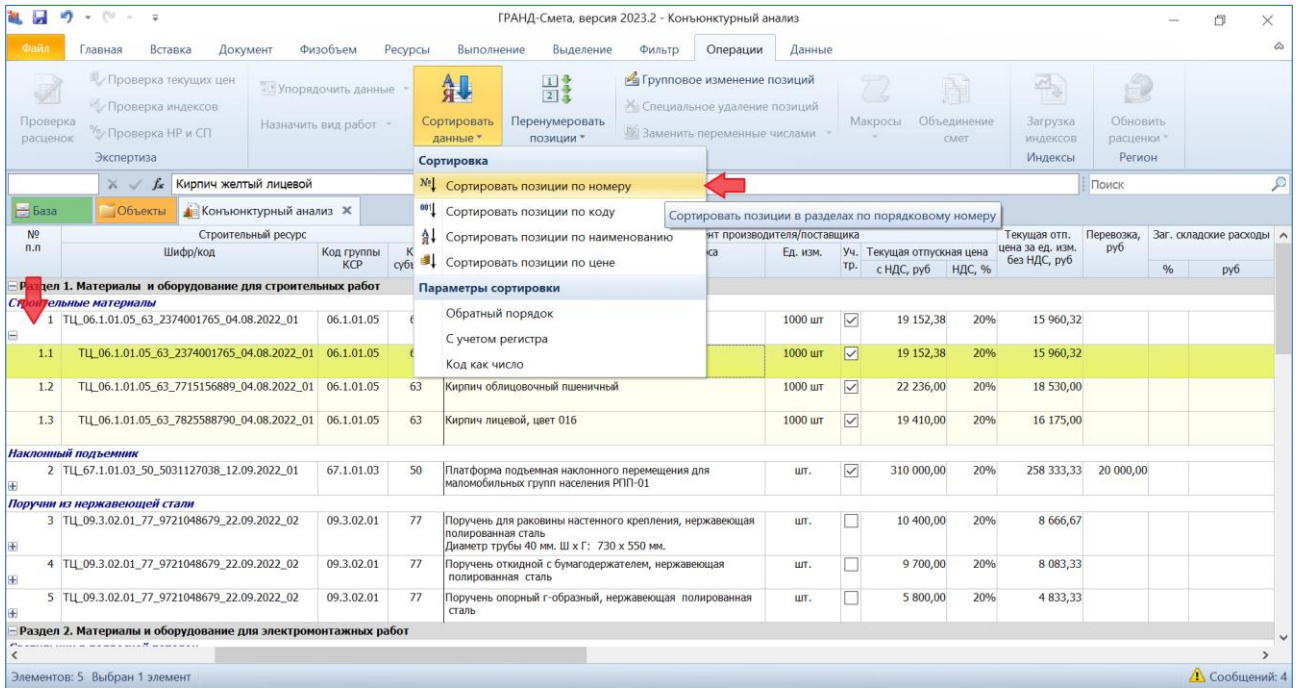 ГРАНД-Смета, версия 2023.2 - Конъюнктурный анализ
Файл Главная Вставка Документ Физобъем Ресурсы Выполнение Выделение Фильтр Операции Данные
Проверка расценок
Проверка текущих цен
Проверка индексов
Проверка НР и СП
Экспертиза
Упорядочить данные
Назначить вид работ
Сортировать данные
Перенумеровать позиции
Групповое изменение позиций
Специальное удаление позиций
Заменить переменные числами
Макросы
Объединение смет
Загрузка индексов
Индексы
Обновить расценки
Регион
Сортировка
Сортировать позиции по номеру
Сортировать позиции по коду
Сортировать позиции по наименованию
Сортировать позиции по цене
Параметры сортировки
Обратный порядок
С учетом регистра
Код как число
Сортировать позиции в разделах по порядковому номеру
fx Кирпич желтый лицевой
Поиск
База Объекты Конъюнктурный анализ
№ п.п
Строительный ресурс
Шифр/код
Код группы КСР
производителя/поставщика
Ед. изм.
Уч. тр.
Текущая отпускная цена
с НДС, руб НДС, %
Текущая отп. цена за ед. изм. без НДС, руб
Перевозка, руб
Заг. складские расходы
% руб
Раздел 1. Материалы и оборудование для строительных работ
Строительные материалы
1 ТЦ_06.1.01.05_63_2374001765_04.08.2022_01 06.1.01.05 1000 шт 19 152,38 20% 15 960,32
1.1 ТЦ_06.1.01.05_63_2374001765_04.08.2022_01 06.1.01.05 1000 шт 19 152,38 20% 15 960,32
1.2 ТЦ_06.1.01.05_63_7715156889_04.08.2022_01 06.1.01.05 63 Кирпич облицовочный пшеничный 1000 шт 22 236,00 20% 18 530,00
1.3 ТЦ_06.1.01.05_63_7825588790_04.08.2022_01 06.1.01.05 63 Кирпич лицевой, цвет 016 1000 шт 19 410,00 20% 16 175,00
Наклонный подъемник
2 ТЦ_67.1.01.03_50_5031127038_12.09.2022_01 67.1.01.03 50 Платформа подъемная наклонного перемещения для шт. 310 000,00 20% 258 333,33 20 000,00
маломобильных групп населения РПП-01
Поручни из нержавеющей стали
3 ТЦ_09.3.02.01_77_9721048679_22.09.2022_02 09.3.02.01 77 Поручень для раковины настенного крепления, нержавеющая шт. 10 400,00 20% 8 666,67
полированная сталь
Диаметр трубы 40 мм. Ш х Г: 730 х 550 мм.
4 ТЦ_09.3.02.01_77_9721048679_22.09.2022_02 09.3.02.01 77 Поручень откидной с бумагодержателем, нержавеющая шт. 9 700,00 20% 8 083,33
полированная сталь
5 ТЦ_09.3.02.01_77_9721048679_22.09.2022_02 09.3.02.01 77 Поручень опорный г-образный, нержавеющая полированная шт. 5 800,00 20% 4 833,33
сталь
Раздел 2. Материалы и оборудование для электромонтажных работ
Элементов: 5 Выбран 1 элемент
Сообщений: 4